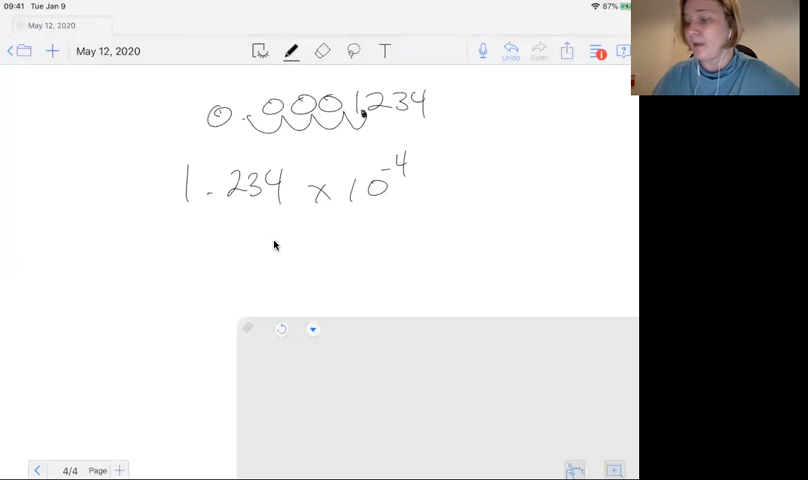 09:41 Tue Jan 9 87%
May 12, 2020
May 12, 2020 T Undo Redo
0.0001234
1.234 x 10^-4
4/4 Page